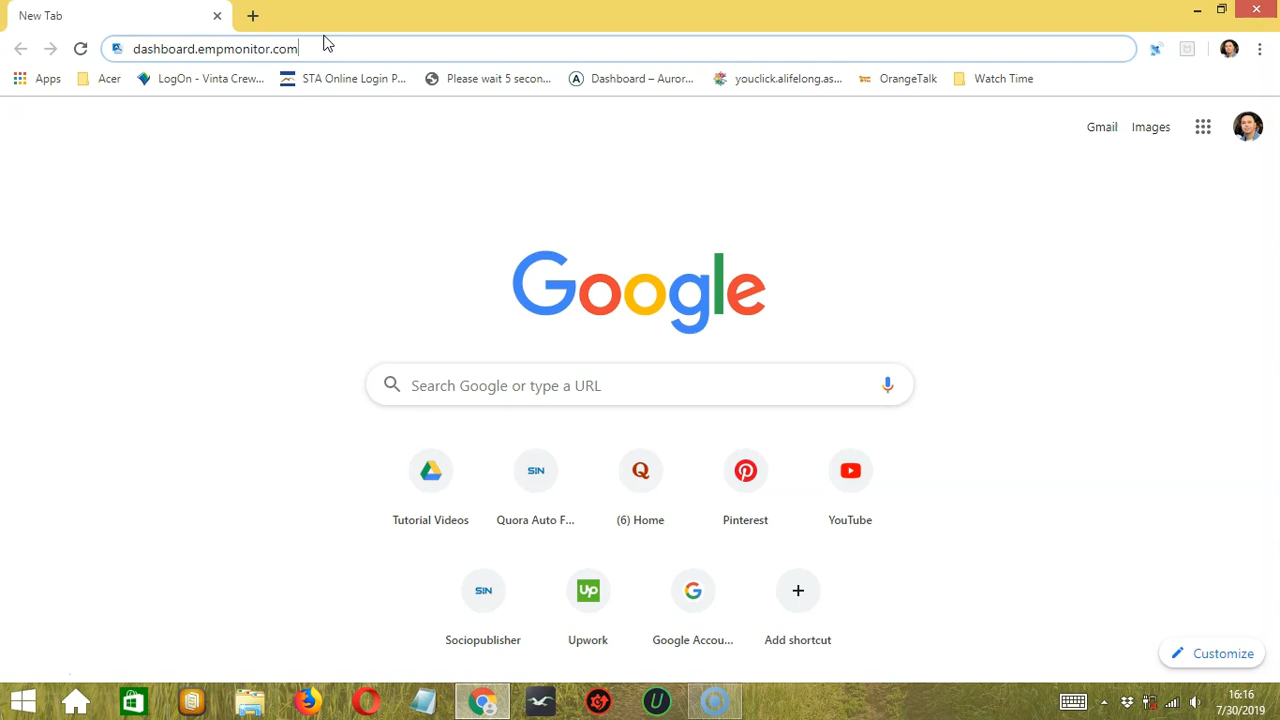 New Tab
dashboard.empmonitor.com
Apps Acer LogOn - Vinta Crew... STA Online Login P... Please wait 5 secon... Dashboard – Auror... youclick.alifelong.as... OrangeTalk Watch Time
Gmail Images
Google
Search Google or type a URL
SIN Q
Tutorial Videos Quora Auto F... (6) Home Pinterest YouTube
SIN Up G
Sociopublisher Upwork Google Accou... Add shortcut
Customize
16:16
7/30/2019